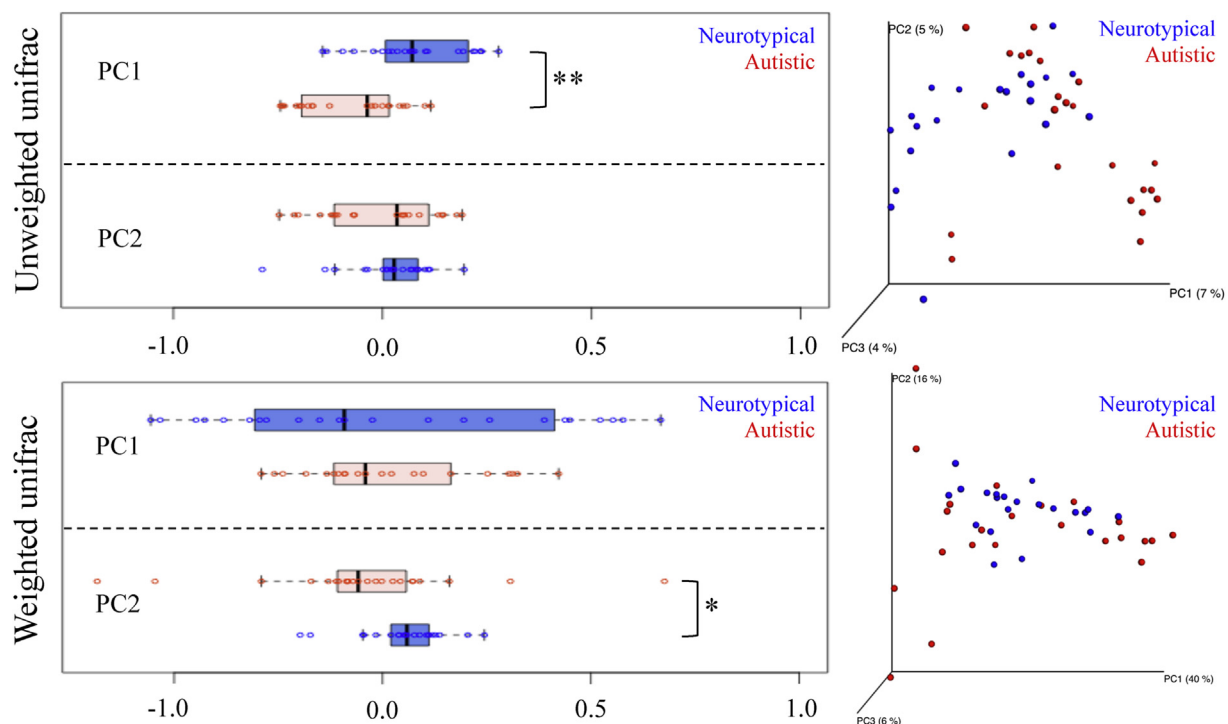 Unweighted unifrac
PC1
PC2
Neurotypical
Autistic
**
-1.0
0.0
0.5
1.0
PC2 (5 %)
Neurotypical
Autistic
PC1 (7 %)
PC3 (4 %)
Weighted unifrac
PC1
PC2
Neurotypical
Autistic
*
-1.0
0.0
0.5
1.0
PC2 (16 %)
Neurotypical
Autistic
PC1 (40 %)
PC3 (6 %)